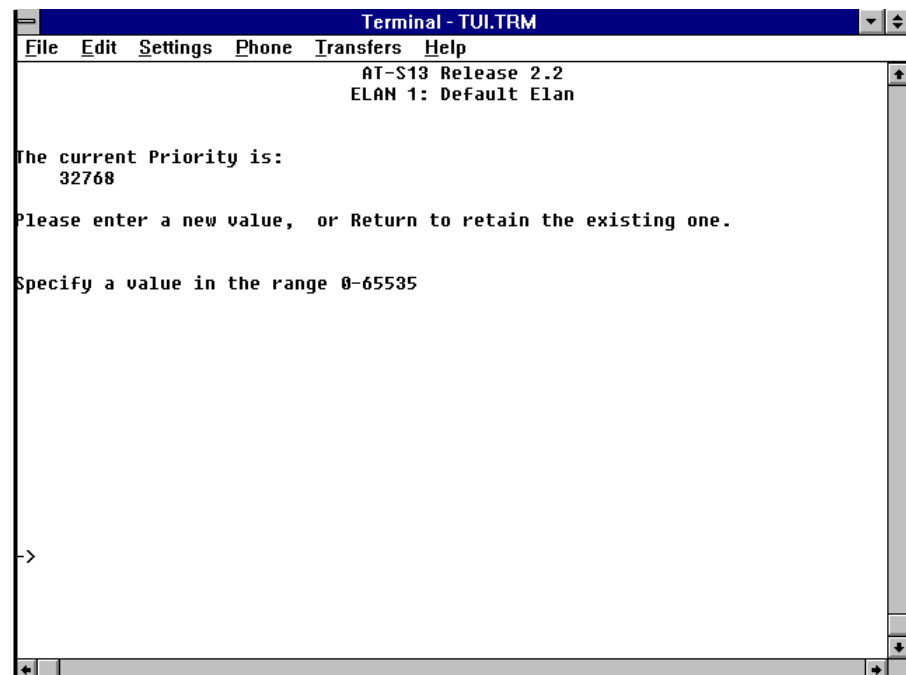 Terminal - TUI.TRM
File Edit Settings Phone Transfers Help
AT-S13 Release 2.2
ELAN 1: Default Elan
The current Priority is:
32768
Please enter a new value, or Return to retain the existing one.
Specify a value in the range 0-65535
->